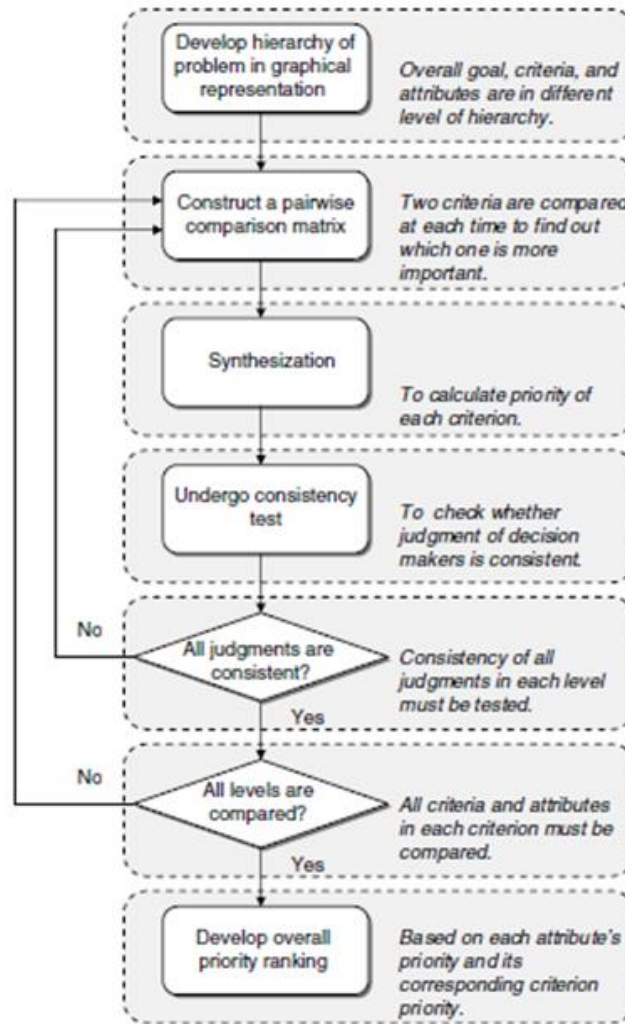 Develop hierarchy of
problem in graphical
representation
Overall goal, criteria, and
attributes are in different
level of hierarchy.
Construct a pairwise
comparison matrix
Two criteria are compared
at each time to find out
which one is more
important.
Synthesization
To calculate priority of
each criterion.
Undergo consistency
test
To check whether
judgment of decision
makers is consistent.
No
All judgments are
consistent?
Consistency of all
judgments in each level
must be tested.
Yes
No
All levels are
compared?
All criteria and attributes
in each criterion must be
compared.
Yes
Develop overall
priority ranking
Based on each attribute's
priority and its
corresponding criterion
priority.